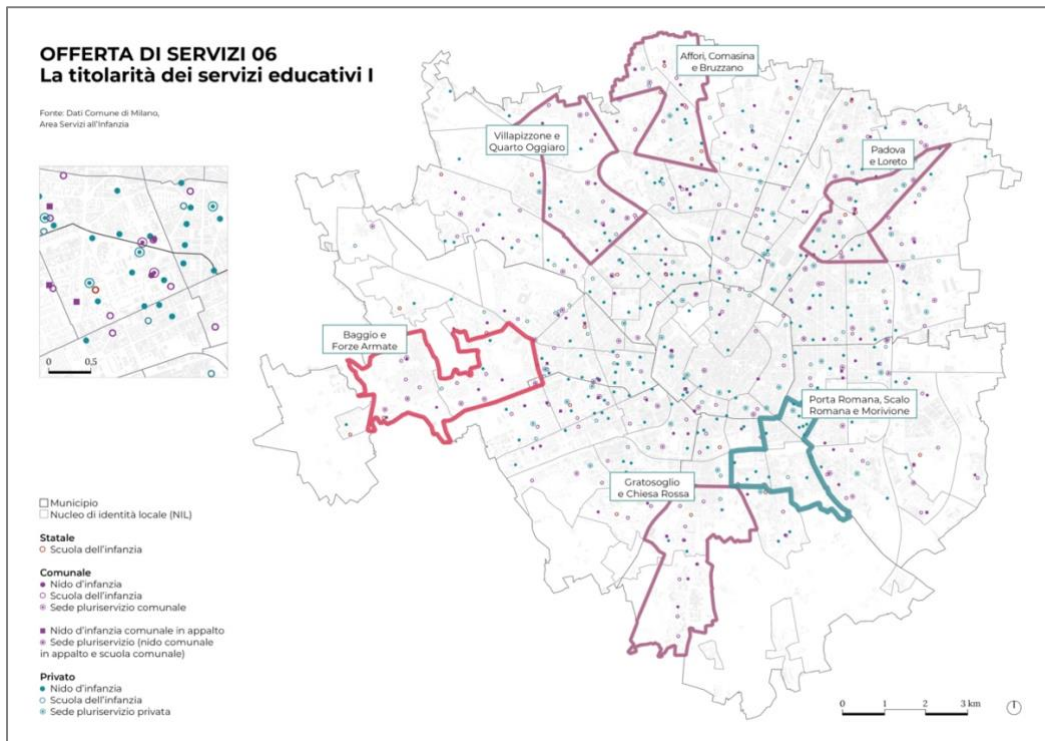 OFFERTA DI SERVIZI 06
La titolarità dei servizi educativi I
Fonte: Dati Comune di Milano,
Area Servizi all'Infanzia
0 0.5
Affori, Comasina
e Bruzzano
Villapizzone e
Quarto Oggiaro
Padova
e Loreto
Baggio e
Forze Armate
Porta Romana, Scalo
Romana e Morivione
Gratosoglio
e Chiesa Rossa
Municipio
Nucleo di identità locale (NIL)
Statale
Scuola dell'infanzia
Comunale
Nido d'infanzia
Scuola dell'infanzia
Sede pluriservizio comunale
Nido d'infanzia comunale in appalto
Sede pluriservizio (nido comunale
in appalto e scuola comunale)
Privato
Nido d'infanzia
Scuola dell'infanzia
Sede pluriservizio privata
0 1 2 3 km